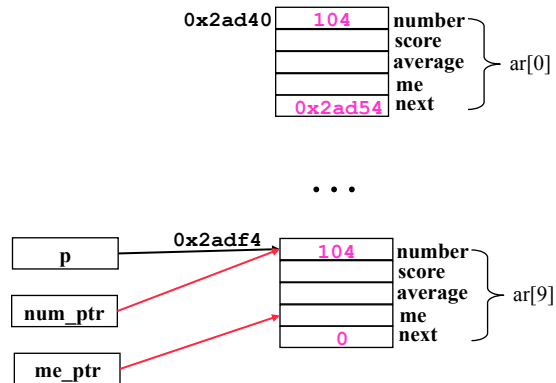 0x2ad40 104 number
score
average ar[0]
me
0x2ad54 next
...
0x2adf4
p 104 number
score
num_ptr average ar[9]
me
me_ptr 0 next